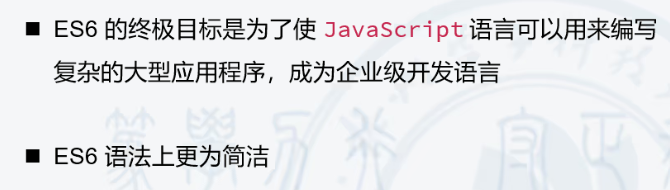 ■ ES6 的终极目标是为了使 JavaScript 语言可以用来编写
复杂的大型应用程序，成为企业级开发语言
■ ES6 语法上更为简洁